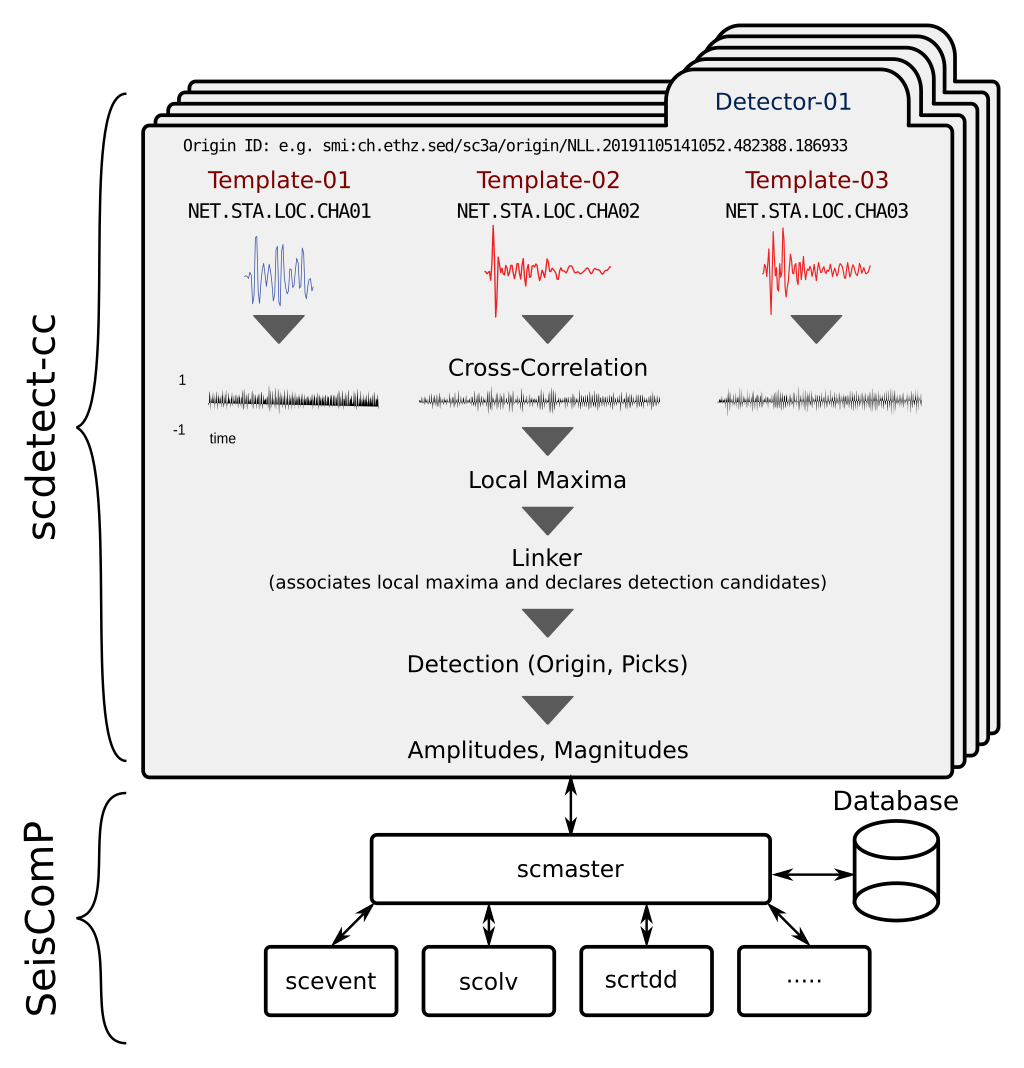 Detector-01
Origin ID: e.g. smi:ch.ethz.sed/sc3a/origin/NLL.20191105141052.482388.186933
Template-01
Template-02
Template-03
NET.STA.LOC.CHA01
NET.STA.LOC.CHA02
NET.STA.LOC.CHA03
Cross-Correlation
1
-1
time
Local Maxima
Linker
(associates local maxima and declares detection candidates)
Detection (Origin, Picks)
Amplitudes, Magnitudes
scdetect-cc
Database
scmaster
scevent
scolv
scrtdd
.....
SeisComP